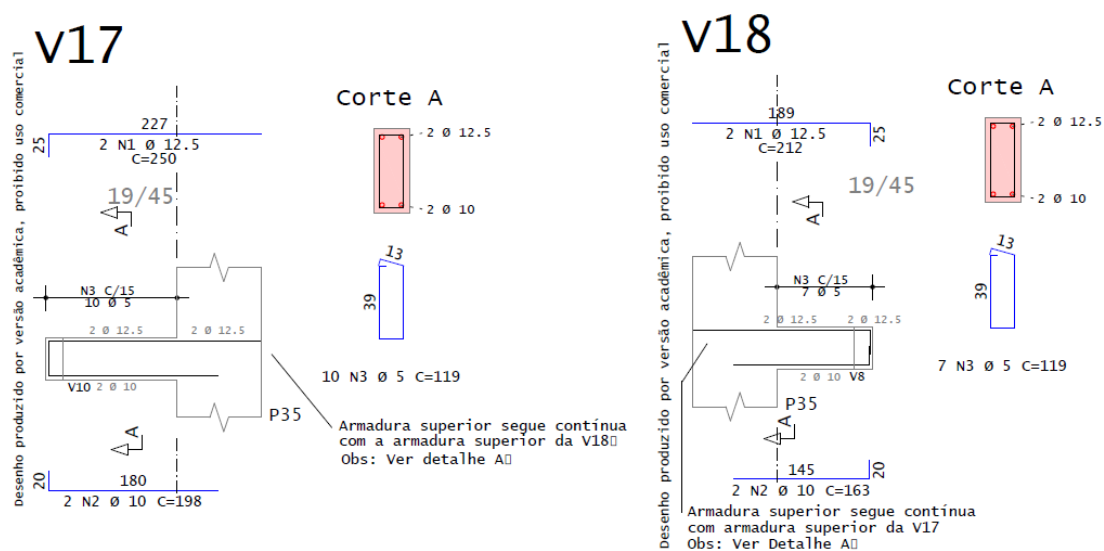 V17
Desenho produzido por versão acadêmica, proibido uso comercial
227
25
2 N1 Ø 12.5
C=250
Corte A
2 Ø 12.5
2 Ø 10
19/45
A
N3 C/15
10 Ø 5
13
39
2 Ø 12.5
2 Ø 12.5
V10
2 Ø 10
10 N3 Ø 5 C=119
P35
Armadura superior segue contínua
com a armadura superior da V18▯
Obs: Ver detalhe A▯
A
20
180
2 N2 Ø 10 C=198
V18
Desenho produzido por versão acadêmica, proibido uso comercial
189
25
2 N1 Ø 12.5
C=212
Corte A
2 Ø 12.5
2 Ø 10
19/45
A
N3 C/15
7 Ø 5
13
39
2 Ø 12.5
2 Ø 12.5
2 Ø 10
V8
7 N3 Ø 5 C=119
P35
A
145
20
2 N2 Ø 10 C=163
Armadura superior segue contínua
com armadura superior da V17
Obs: Ver Detalhe A▯